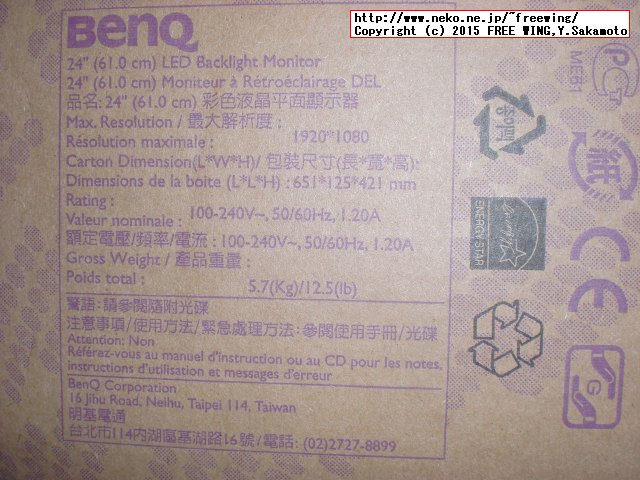 http://www.neko.ne.jp/~freewing/
Copyright (c) 2015 FREE WING,Y.Sakamoto
BenQ
24" (61.0 cm) LED Backlight Monitor
24" (61.0 cm) Moniteur à Rétroéclairage DEL
品名: 24" (61.0 cm) 彩色液晶平面顯示器
Max. Resolution / 最大解析度 :
Résolution maximale : 1920*1080
Carton Dimension(L*W*H)/ 包裝尺寸(長*寬*高):
Dimensions de la boite (L*L*H) : 651*125*421 mm
Rating :
Valeur nominale : 100-240V~, 50/60Hz, 1.20A
額定電壓/頻率/電流 : 100-240V~, 50/60Hz, 1.20A
Gross Weight / 產品重量 :
Poids total : 5.7(Kg)/12.5(lb)
警語: 請參閱隨附光碟
注意事項/使用方法/緊急處理方法: 參閱使用手冊/光碟
Attention: Non
Référez-vous au manuel d'instruction ou au CD pour les notes,
instructions d'utilisation et messages d'erreur
BenQ Corporation
16 Jihu Road, Neihu, Taipei 114, Taiwan
明基電通
台北市114內湖區基湖路16號/電話: (02)2727-8899
ME61
紙
CE
ENERGY STAR
G